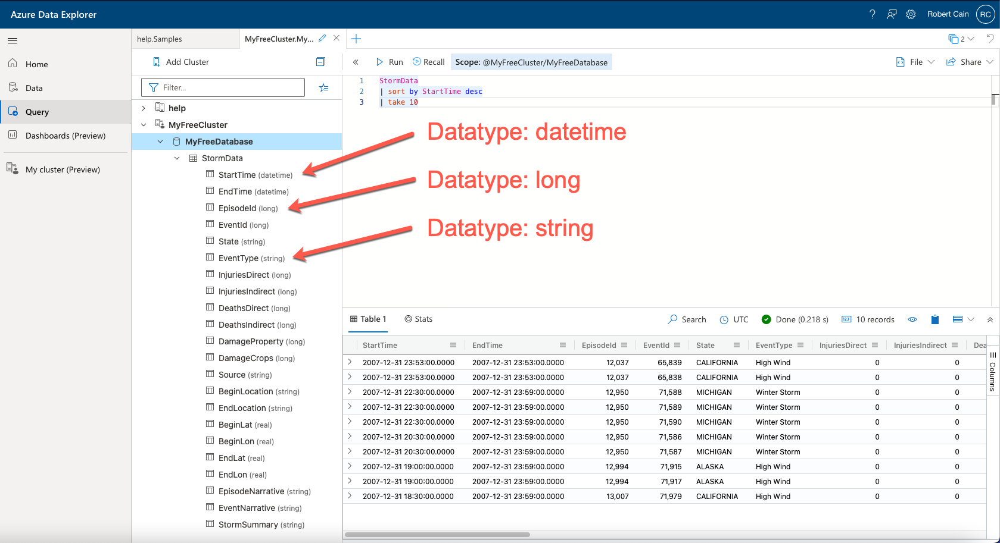 Azure Data Explorer
? Robert Cain RC
Home
Data
Query
Dashboards (Preview)
My cluster (Preview)
help.Samples
MyFreeCluster.My...
2
Add Cluster
Filter...
help
MyFreeCluster
MyFreeDatabase
StormData
StartTime (datetime)
EndTime (datetime)
EpisodeId (long)
EventId (long)
State (string)
EventType (string)
InjuriesDirect (long)
InjuriesIndirect (long)
DeathsDirect (long)
DeathsIndirect (long)
DamageProperty (long)
DamageCrops (long)
Source (string)
BeginLocation (string)
EndLocation (string)
BeginLat (real)
BeginLon (real)
EndLat (real)
EndLon (real)
EpisodeNarrative (string)
EventNarrative (string)
StormSummary (string)
Run Recall Scope: @MyFreeCluster/MyFreeDatabase File Share
1 StormData
2 | sort by StartTime desc
3 | take 10
Datatype: datetime
Datatype: long
Datatype: string
Table 1 Stats Search UTC Done (0.218 s) 123 10 records
StartTime EndTime EpisodeId EventId State EventType InjuriesDirect InjuriesIndirect Dea
2007-12-31 23:53:00.0000 2007-12-31 23:53:00.0000 12,037 65,839 CALIFORNIA High Wind 0 0
2007-12-31 23:53:00.0000 2007-12-31 23:53:00.0000 12,037 65,838 CALIFORNIA High Wind 0 0
2007-12-31 22:30:00.0000 2007-12-31 23:59:00.0000 12,950 71,588 MICHIGAN Winter Storm 0 0
2007-12-31 22:30:00.0000 2007-12-31 23:59:00.0000 12,950 71,589 MICHIGAN Winter Storm 0 0
2007-12-31 22:30:00.0000 2007-12-31 23:59:00.0000 12,950 71,590 MICHIGAN Winter Storm 0 0
2007-12-31 20:30:00.0000 2007-12-31 23:59:00.0000 12,950 71,586 MICHIGAN Winter Storm 0 0
2007-12-31 20:30:00.0000 2007-12-31 23:59:00.0000 12,950 71,587 MICHIGAN Winter Storm 0 0
2007-12-31 19:00:00.0000 2007-12-31 23:59:00.0000 12,994 71,915 ALASKA High Wind 0 0
2007-12-31 19:00:00.0000 2007-12-31 23:59:00.0000 12,994 71,917 ALASKA High Wind 0 0
2007-12-31 18:30:00.0000 2007-12-31 23:59:00.0000 13,007 71,979 CALIFORNIA High Wind 0 0
Columns